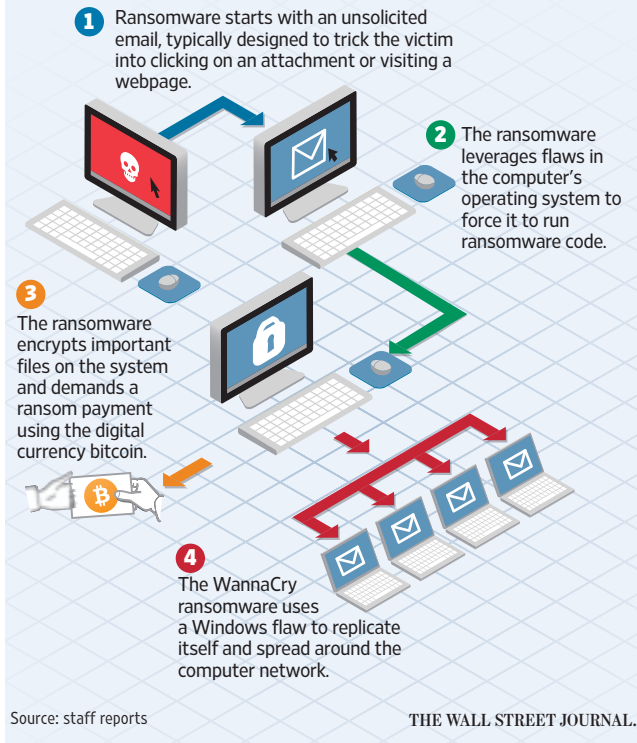 1 Ransomware starts with an unsolicited
email, typically designed to trick the victim
into clicking on an attachment or visiting a
webpage.
2 The ransomware
leverages flaws in
the computer's
operating system to
force it to run
ransomware code.
3
The ransomware
encrypts important
files on the system
and demands a
ransom payment
using the digital
currency bitcoin.
4
The WannaCry
ransomware uses
a Windows flaw to replicate
itself and spread around the
computer network.
Source: staff reports
THE WALL STREET JOURNAL.